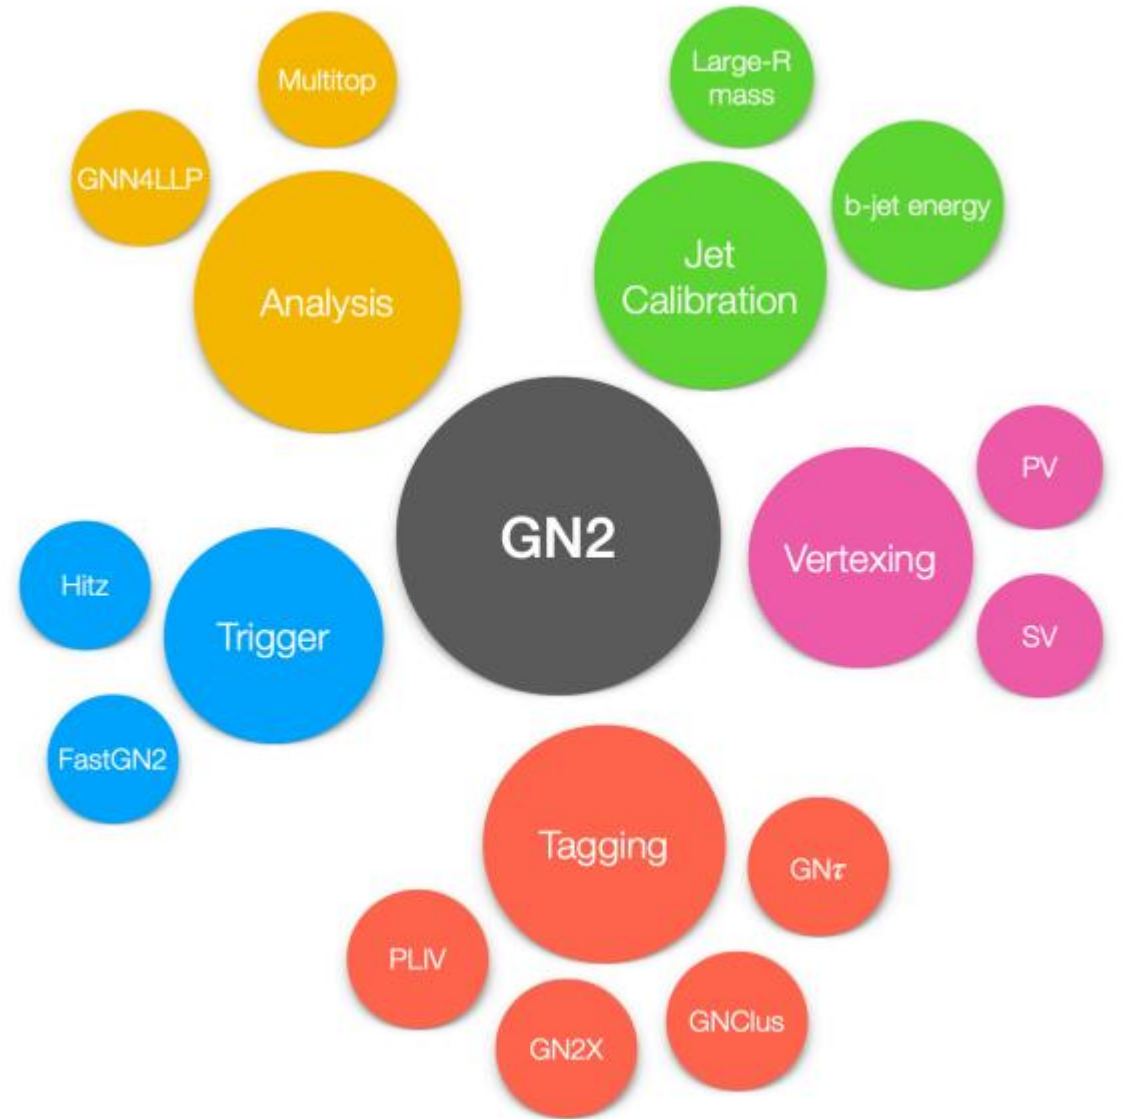 Multitop
GNN4LLP
Analysis
Large-R
mass
b-jet energy
Jet
Calibration
GN2
PV
Vertexing
SV
Hitz
Trigger
FastGN2
Tagging
GNτ
PLIV
GN2X
GNClus